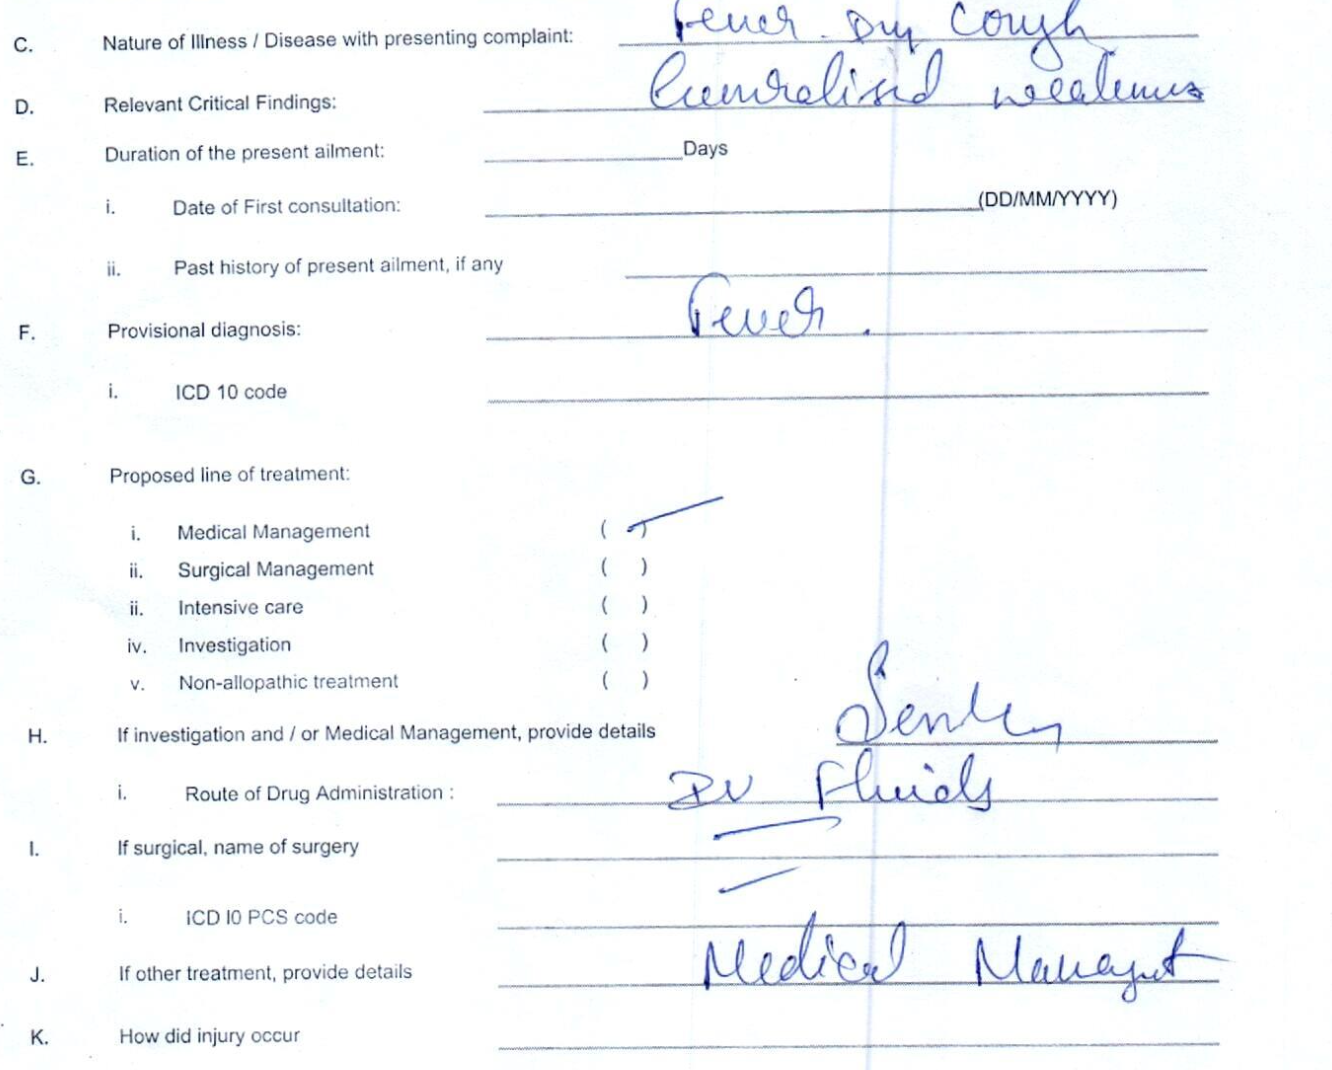 C. Nature of Illness / Disease with presenting complaint: Fever. Dry Cough
D. Relevant Critical Findings: Generalised weakness
E. Duration of the present ailment: Days
i. Date of First consultation: (DD/MM/YYYY)
ii. Past history of present ailment, if any
F. Provisional diagnosis: Fever.
i. ICD 10 code
G. Proposed line of treatment:
i. Medical Management ( )
ii. Surgical Management ( )
ii. Intensive care ( )
iv. Investigation ( )
v. Non-allopathic treatment ( )
H. If investigation and / or Medical Management, provide details
i. Route of Drug Administration : IV Fluids
I. If surgical, name of surgery
i. ICD I0 PCS code
J. If other treatment, provide details Medical Managmt
K. How did injury occur